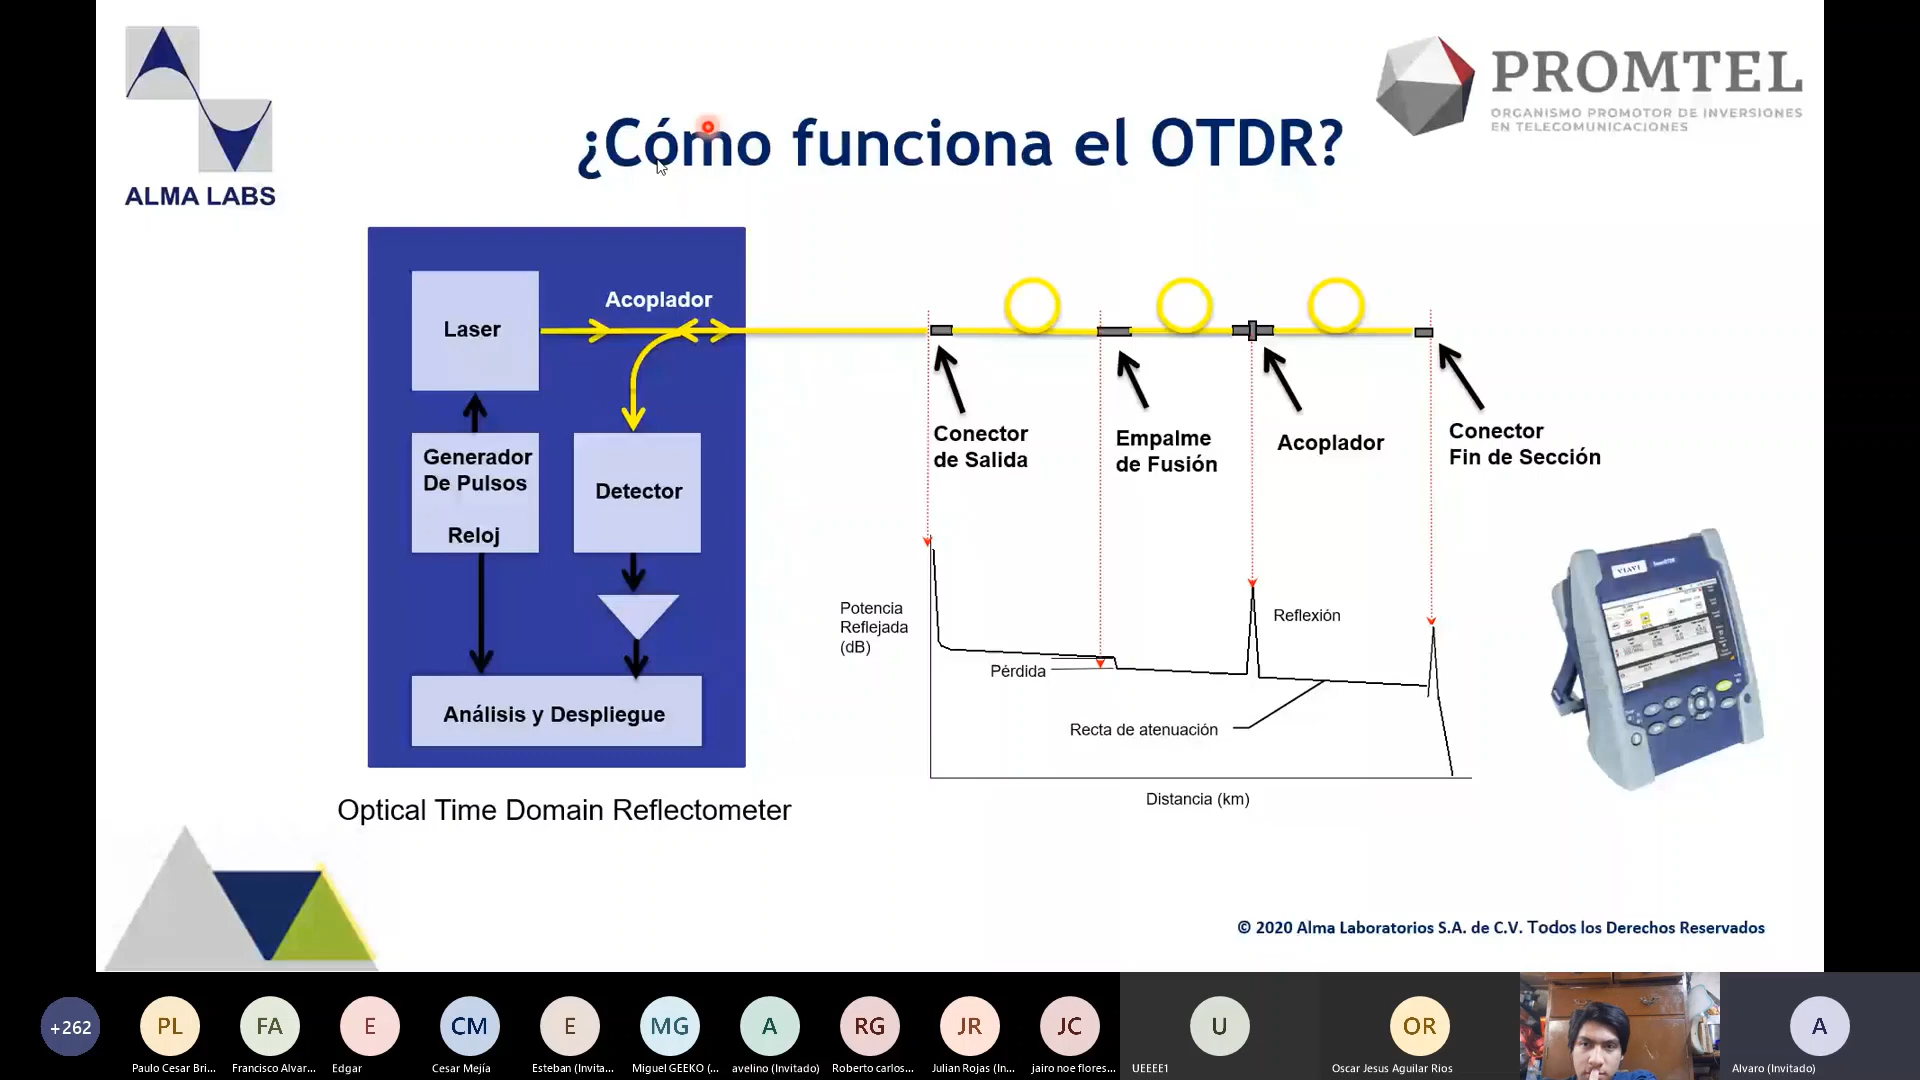 ALMA LABS
PROMTEL
ORGANISMO PROMOTOR DE INVERSIONES
EN TELECOMUNICACIONES
¿Cómo funciona el OTDR?
Laser
Acoplador
Generador
De Pulsos
Reloj
Detector
Análisis y Despliegue
Optical Time Domain Reflectometer
Conector
de Salida
Empalme
de Fusión
Acoplador
Conector
Fin de Sección
Potencia
Reflejada
(dB)
Pérdida
Reflexión
Recta de atenuación
Distancia (km)
VIAVI
© 2020 Alma Laboratorios S.A. de C.V. Todos los Derechos Reservados
+262
PL
FA
E
CM
E
MG
A
RG
JR
JC
U
OR
A
Paulo Cesar Bri...
Francisco Alvar...
Edgar
Cesar Mejía
Esteban (Invita...
Miguel GEEKO (...
avelino (Invitado)
Roberto carlos...
Julian Rojas (In...
jairo noe flores...
UEEEE1
Oscar Jesus Aguilar Rios
Alvaro (Invitado)